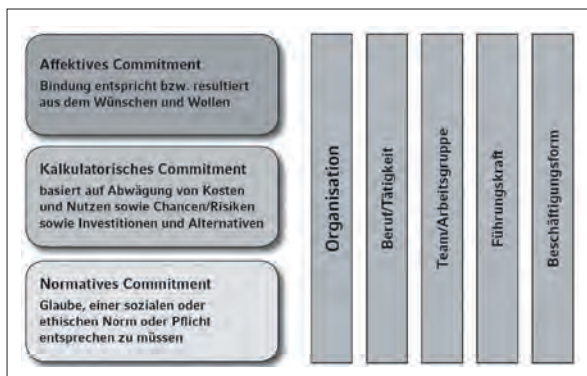 Affektives Commitment
Bindung entspricht bzw. resultiert
aus dem Wünschen und Wollen
Kalkulatorisches Commitment
basiert auf Abwägung von Kosten
und Nutzen sowie Chancen/Risiken
sowie Investitionen und Alternativen
Normatives Commitment
Glaube, einer sozialen oder
ethischen Norm oder Pflicht
entsprechen zu müssen
Organisation
Beruf/Tätigkeit
Team/Arbeitsgruppe
Führungskraft
Beschäftigungsform